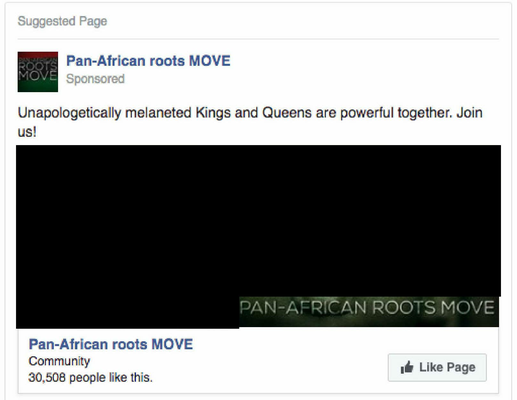 Suggested Page
ROOTS
MOVE
Pan-African roots MOVE
Sponsored
Unapologetically melaneted Kings and Queens are powerful together. Join
us!
PAN-AFRICAN ROOTS MOVE
Pan-African roots MOVE
Community
30,508 people like this.
Like Page